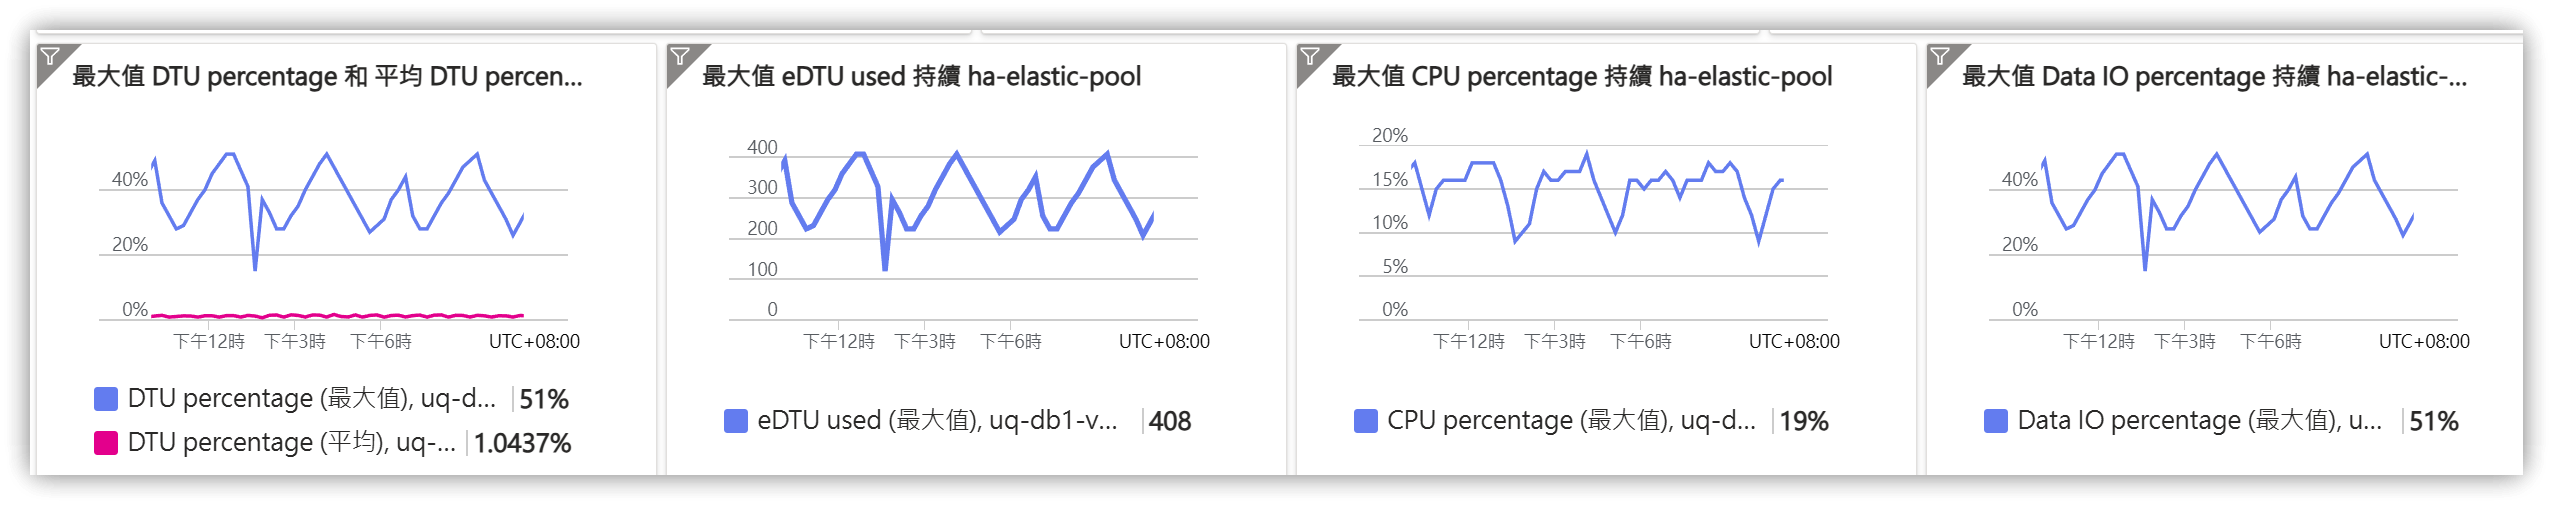 最大值 DTU percentage 和 平均 DTU percen...
40%
20%
0%
下午12時 下午3時 下午6時 UTC+08:00
DTU percentage (最大值), uq-d... 51%
DTU percentage (平均), uq-... 1.0437%
最大值 eDTU used 持續 ha-elastic-pool
400
300
200
100
0
下午12時 下午3時 下午6時 UTC+08:00
eDTU used (最大值), uq-db1-v... 408
最大值 CPU percentage 持續 ha-elastic-pool
20%
15%
10%
5%
0%
下午12時 下午3時 下午6時 UTC+08:00
CPU percentage (最大值), uq-d... 19%
最大值 Data IO percentage 持續 ha-elastic-...
40%
20%
0%
下午12時 下午3時 下午6時 UTC+08:00
Data IO percentage (最大值), u... 51%